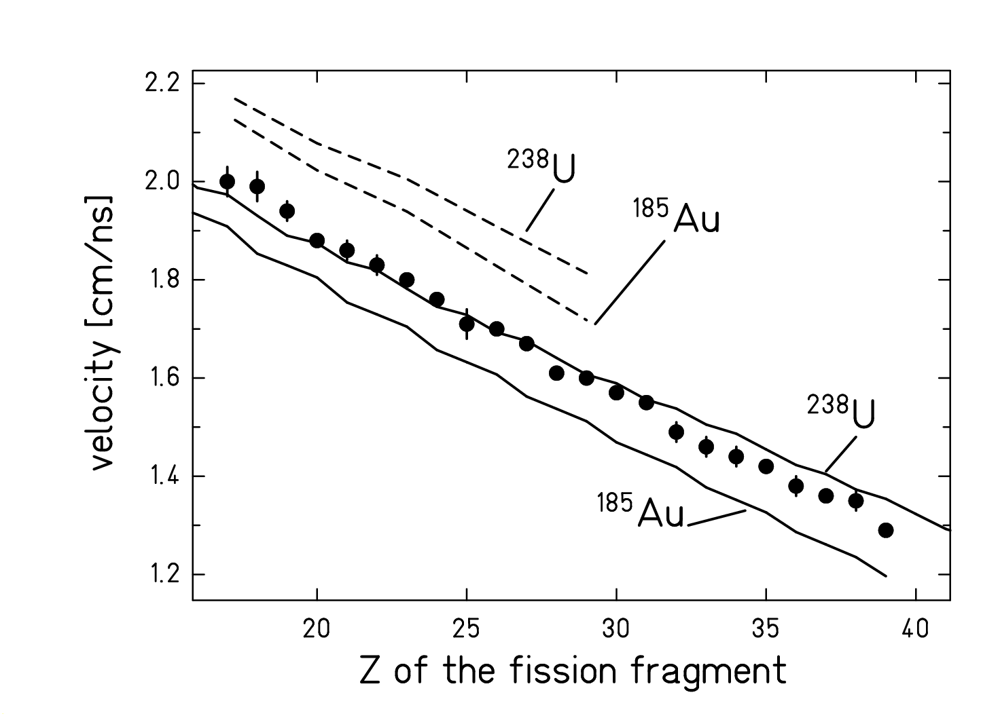 2.2
2.0
1.8
1.6
1.4
1.2
velocity [cm/ns]
²³⁸U
¹⁸⁵Au
²³⁸U
¹⁸⁵Au
20 25 30 35 40
Z of the fission fragment